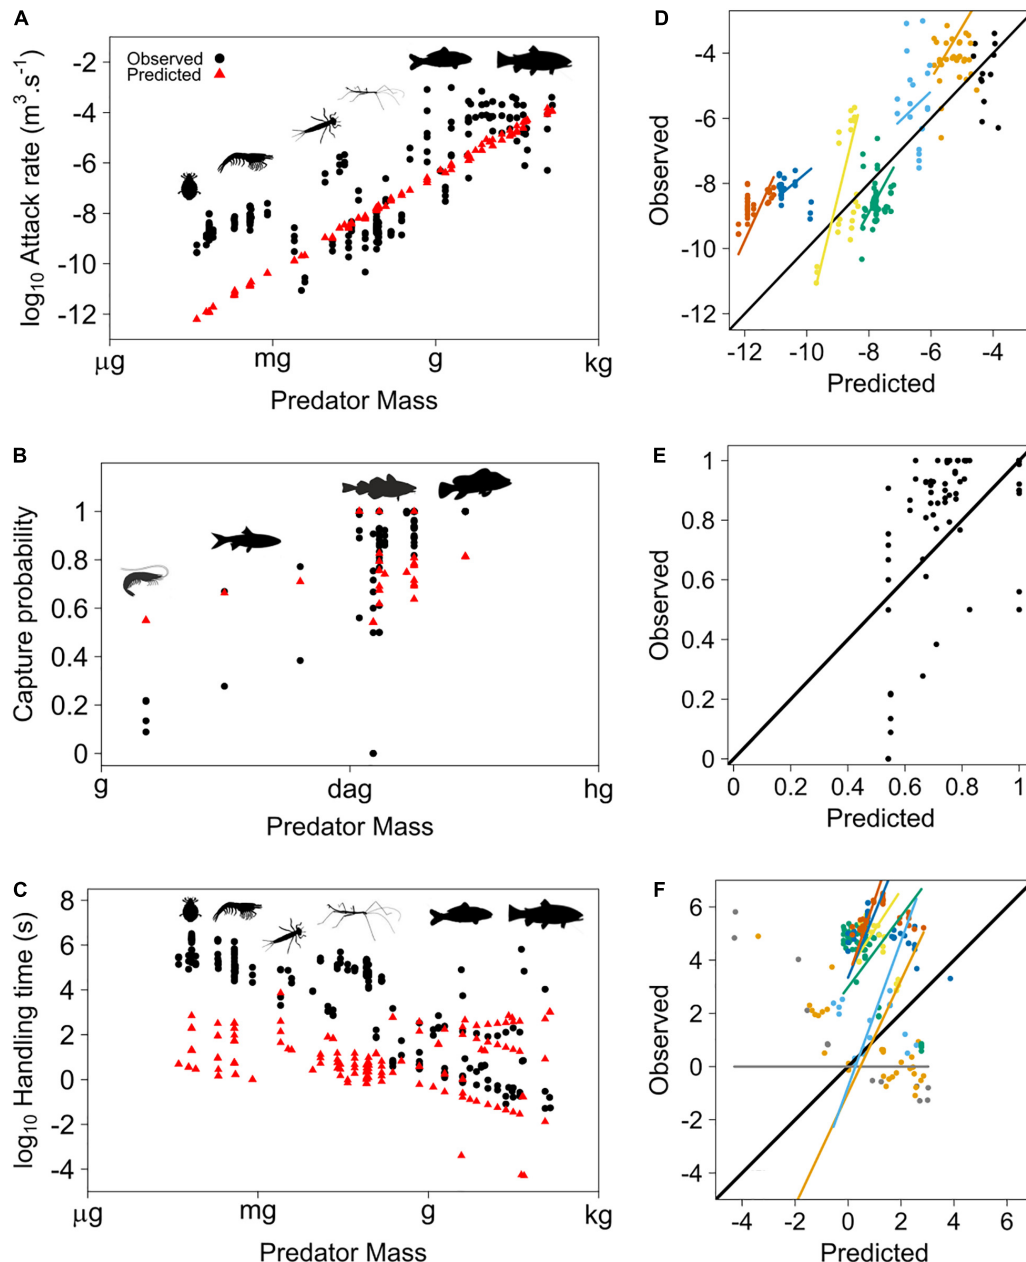 A
log10 Attack rate (m³.s⁻¹)
-2
-4
-6
-8
-10
-12
Observed
Predicted
μg
mg
g
kg
Predator Mass
D
Observed
-4
-6
-8
-10
-12
-12
-10
-8
-6
-4
Predicted
B
Capture probability
1
0.8
0.6
0.4
0.2
0
g
dag
hg
Predator Mass
E
Observed
1
0.8
0.6
0.4
0.2
0
0
0.2
0.4
0.6
0.8
1
Predicted
C
log10 Handling time (s)
8
6
4
2
0
-2
-4
μg
mg
g
kg
Predator Mass
F
Observed
6
4
2
0
-2
-4
-4
-2
0
2
4
6
Predicted